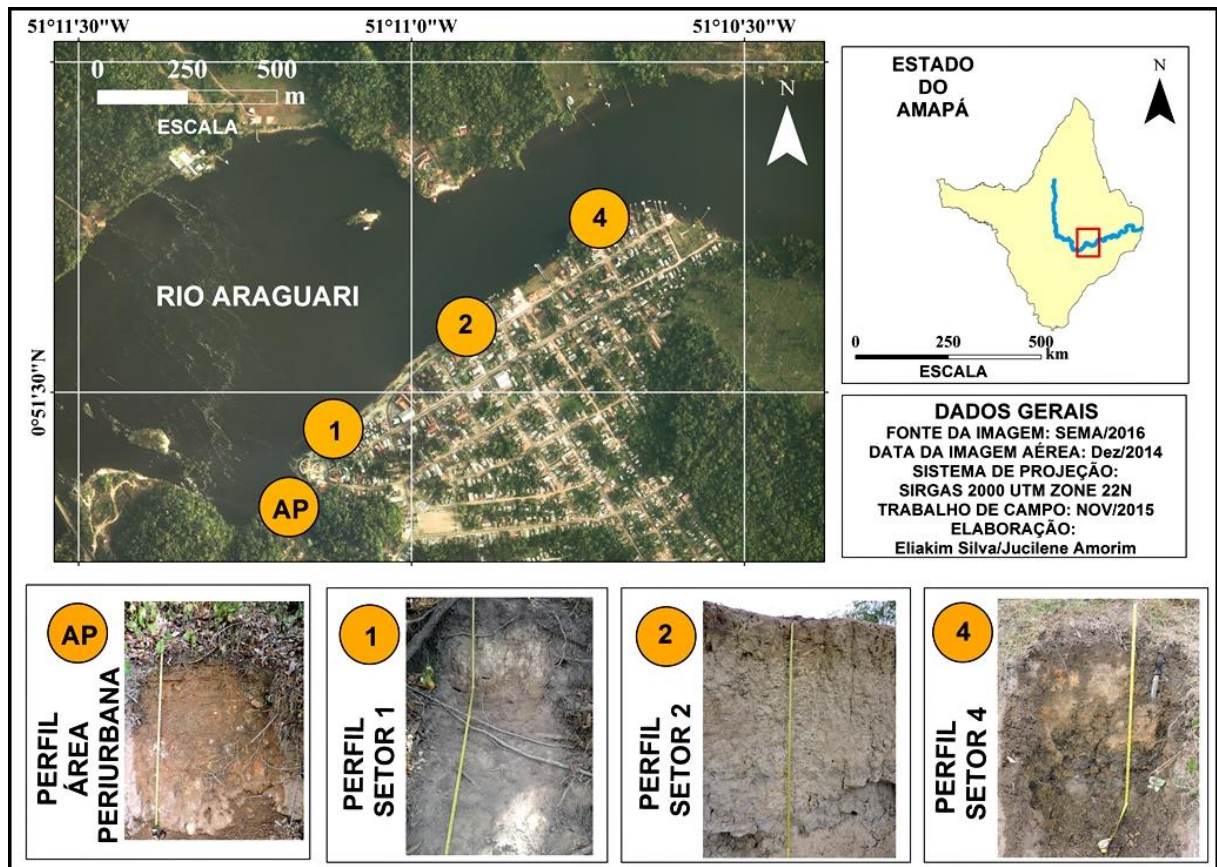 51°11'30"W 51°11'0"W 51°10'30"W
0 250 500
m
ESCALA
N
RIO ARAGUARI
4
2
1
AP
0°51'30"N
ESTADO
DO
AMAPÁ
N
0 250 500
km
ESCALA
DADOS GERAIS
FONTE DA IMAGEM: SEMA/2016
DATA DA IMAGEM AÉREA: Dez/2014
SISTEMA DE PROJEÇÃO:
SIRGAS 2000 UTM ZONE 22N
TRABALHO DE CAMPO: NOV/2015
ELABORAÇÃO:
Eliakim Silva/Jucilene Amorim
AP
PERFIL
ÁREA
PERIURBANA
1
PERFIL
SETOR 1
2
PERFIL
SETOR 2
4
PERFIL
SETOR 4